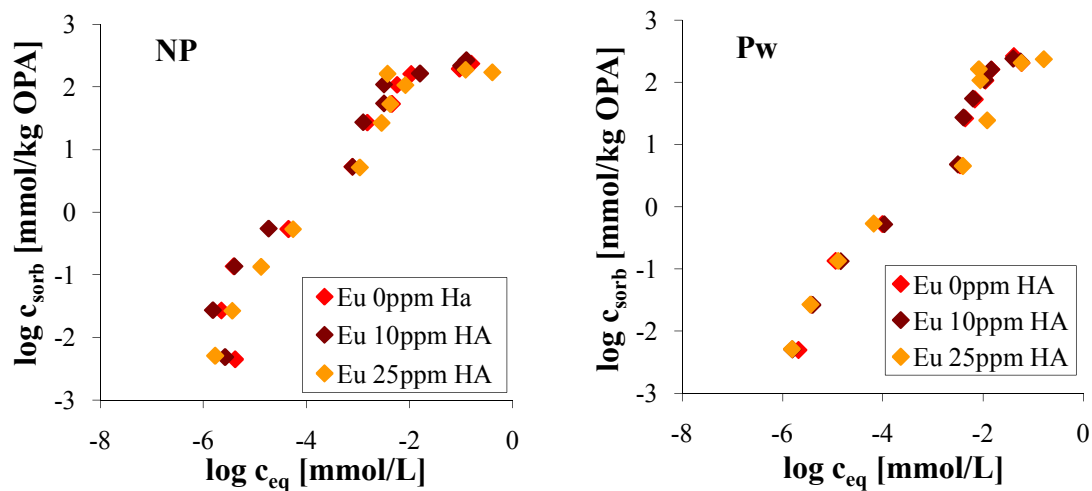 NP
3
2
1
0
-1
-2
-3
log c_sorb [mmol/kg OPA]
Eu 0ppm Ha
Eu 10ppm HA
Eu 25ppm HA
-8 -6 -4 -2 0
log c_eq [mmol/L]
Pw
3
2
1
0
-1
-2
-3
log c_sorb [mmol/kg OPA]
Eu 0ppm HA
Eu 10ppm HA
Eu 25ppm HA
-8 -6 -4 -2 0
log c_eq [mmol/L]